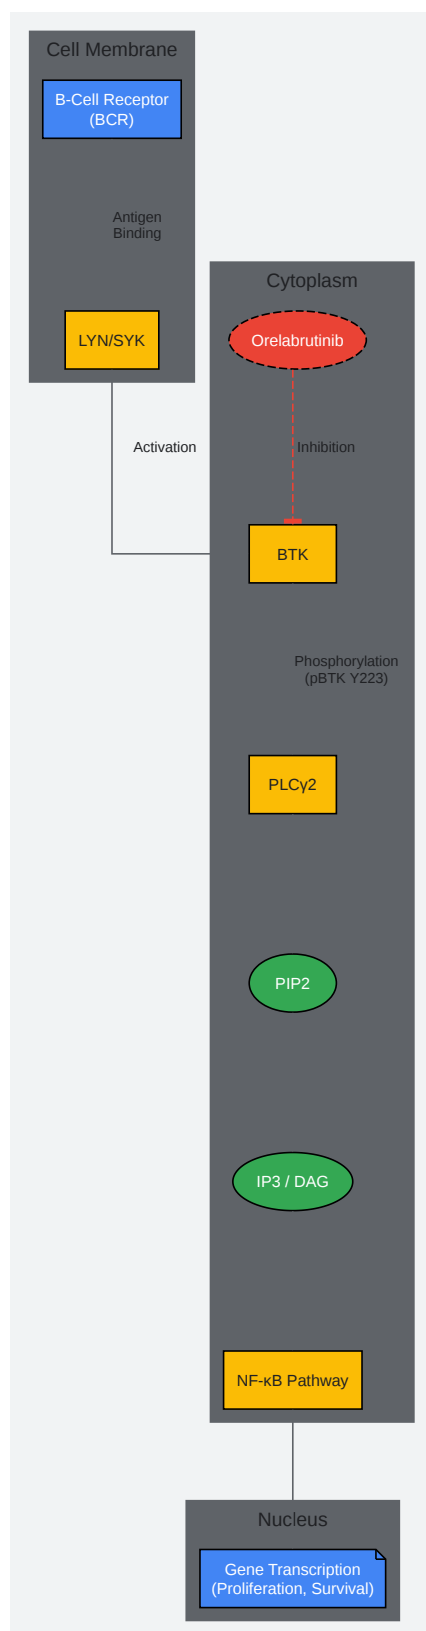 Cell Membrane
B-Cell Receptor
(BCR)
Antigen
Binding
LYN/SYK
Activation
Cytoplasm
Orelabrutinib
Inhibition
BTK
Phosphorylation
(pBTK Y223)
PLCγ2
PIP2
IP3 / DAG
NF-κB Pathway
Nucleus
Gene Transcription
(Proliferation, Survival)